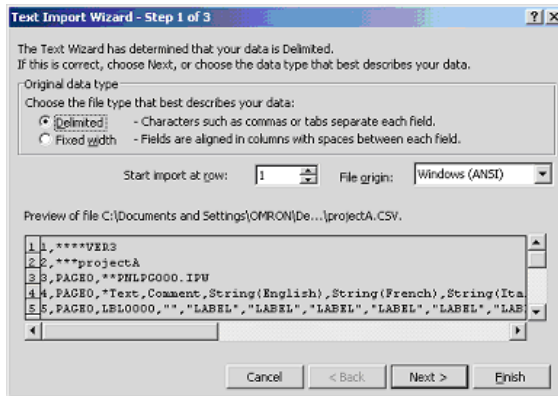 Text Import Wizard - Step 1 of 3
The Text Wizard has determined that your data is Delimited.
If this is correct, choose Next, or choose the data type that best describes your data.
Original data type
Choose the file type that best describes your data:
Delimited - Characters such as commas or tabs separate each field.
Fixed width - Fields are aligned in columns with spaces between each field.
Start import at row: 1 File origin: Windows (ANSI)
Preview of file C:\Documents and Settings\OMRON\De...\projectA.CSV.
1 1,****VER3
2 2,***projectA
3 3,PAGE0,**PNLPG000.IPW
4 4,PAGE0,*Text,Comment,String(English),String(French),String(Ita
5 5,PAGE0,LBL0000,"","LABEL","LABEL","LABEL","LABEL","LABEL","LAB
Cancel < Back Next > Finish